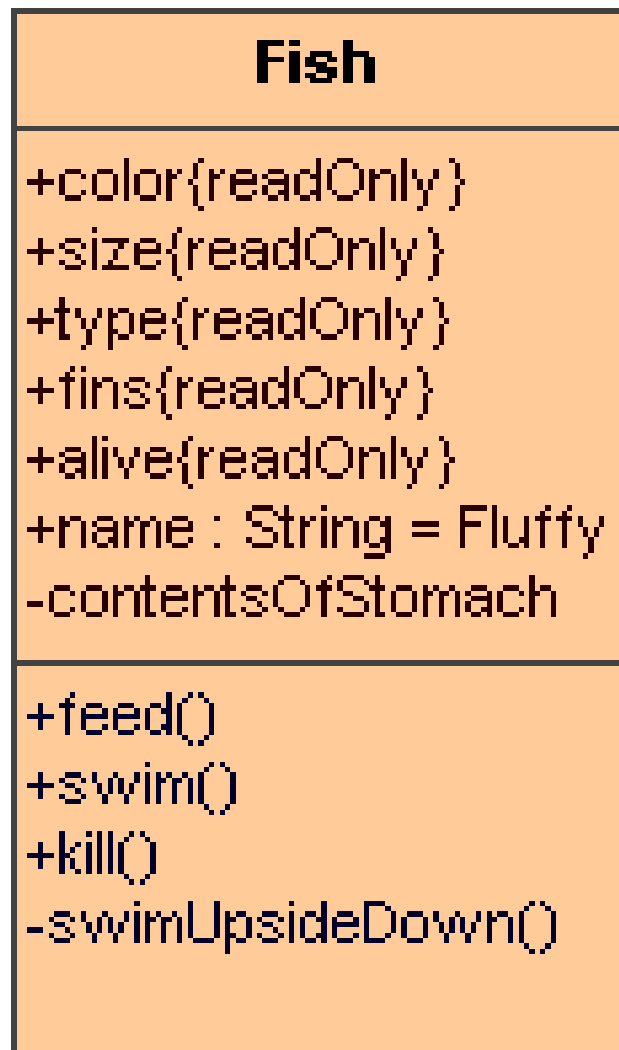 Fish
+color{readOnly}
+size{readOnly}
+type{readOnly}
+fins{readOnly}
+alive{readOnly}
+name : String = Fluffy
-contentsOfStomach
+feed()
+swim()
+kill()
-swimUpsideDown()